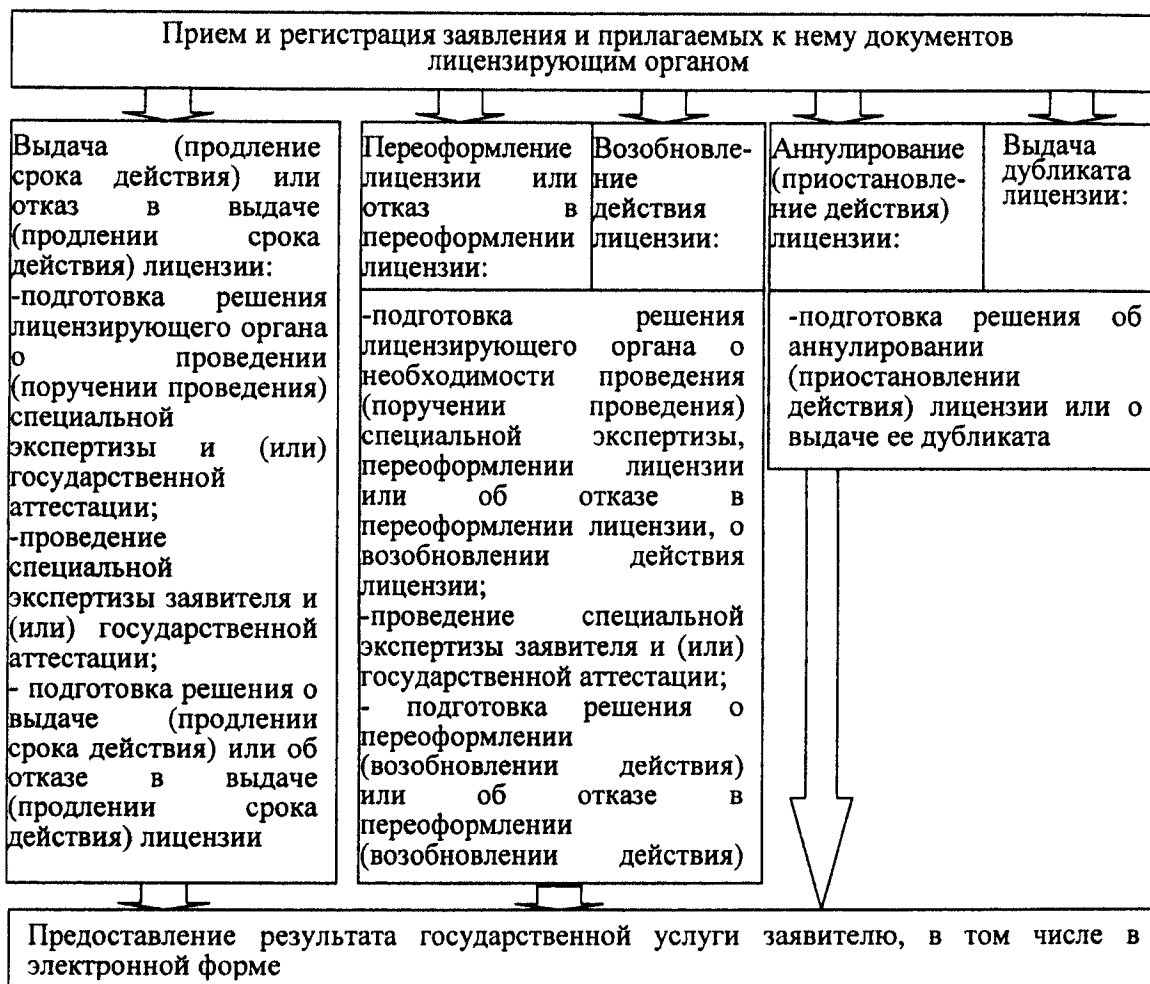 Прием и регистрация заявления и прилагаемых к нему документов
лицензирующим органом
Выдача (продление
срока действия) или
отказ в выдаче
(продлении срока
действия) лицензии:
-подготовка решения
лицензирующего органа
о проведении
(поручении проведения)
специальной
экспертизы и (или)
государственной
аттестации;
-проведение
специальной
экспертизы заявителя и
(или) государственной
аттестации;
- подготовка решения о
выдаче (продлении
срока действия) или об
отказе в выдаче
(продлении срока
действия) лицензии
Переоформление
лицензии или
отказ в
переоформлении
лицензии:
Возобновле-
ние
действия
лицензии:
-подготовка решения
лицензирующего органа о
необходимости проведения
(поручении проведения)
специальной экспертизы,
переоформлении лицензии
или об отказе в
переоформлении лицензии, о
возобновлении действия
лицензии;
-проведение специальной
экспертизы заявителя и (или)
государственной аттестации;
- подготовка решения о
переоформлении
(возобновлении действия)
или об отказе в
переоформлении
(возобновлении действия)
Аннулирование
(приостановле-
ние действия)
лицензии:
Выдача
дубликата
лицензии:
-подготовка решения об
аннулировании
(приостановлении
действия) лицензии или о
выдаче ее дубликата
Предоставление результата государственной услуги заявителю, в том числе в
электронной форме